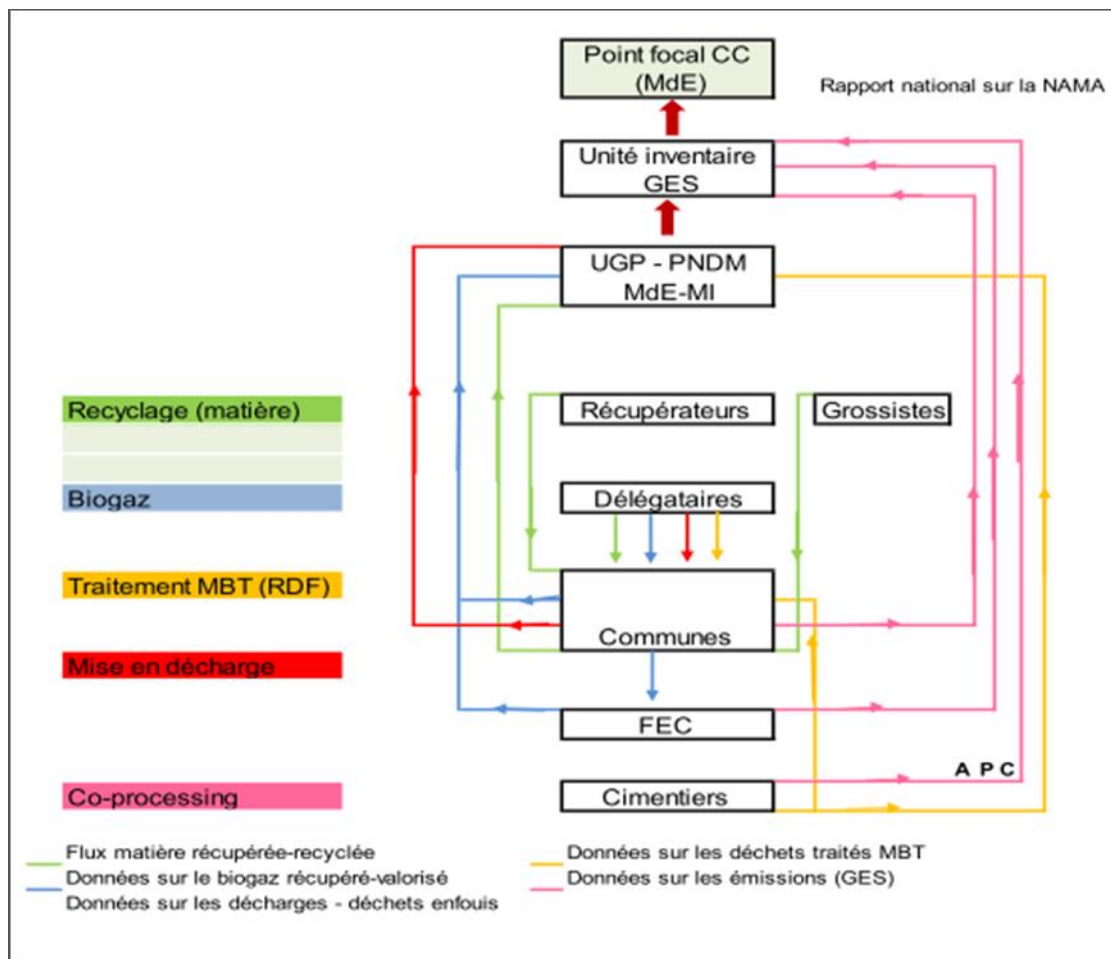 Point focal CC
(MdE)
Rapport national sur la NAMA
Unité inventaire
GES
UGP - PNDM
MdE-MI
Recyclage (matière)
Récupérateurs
Grossistes
Biogaz
Délégataires
Traitement MBT (RDF)
Communes
Mise en décharge
FEC
A P C
Co-processing
Cimentiers
Flux matière récupérée-recyclée
Données sur le biogaz récupéré-valorisé
Données sur les décharges - déchets enfouis
Données sur les déchets traités MBT
Données sur les émissions (GES)